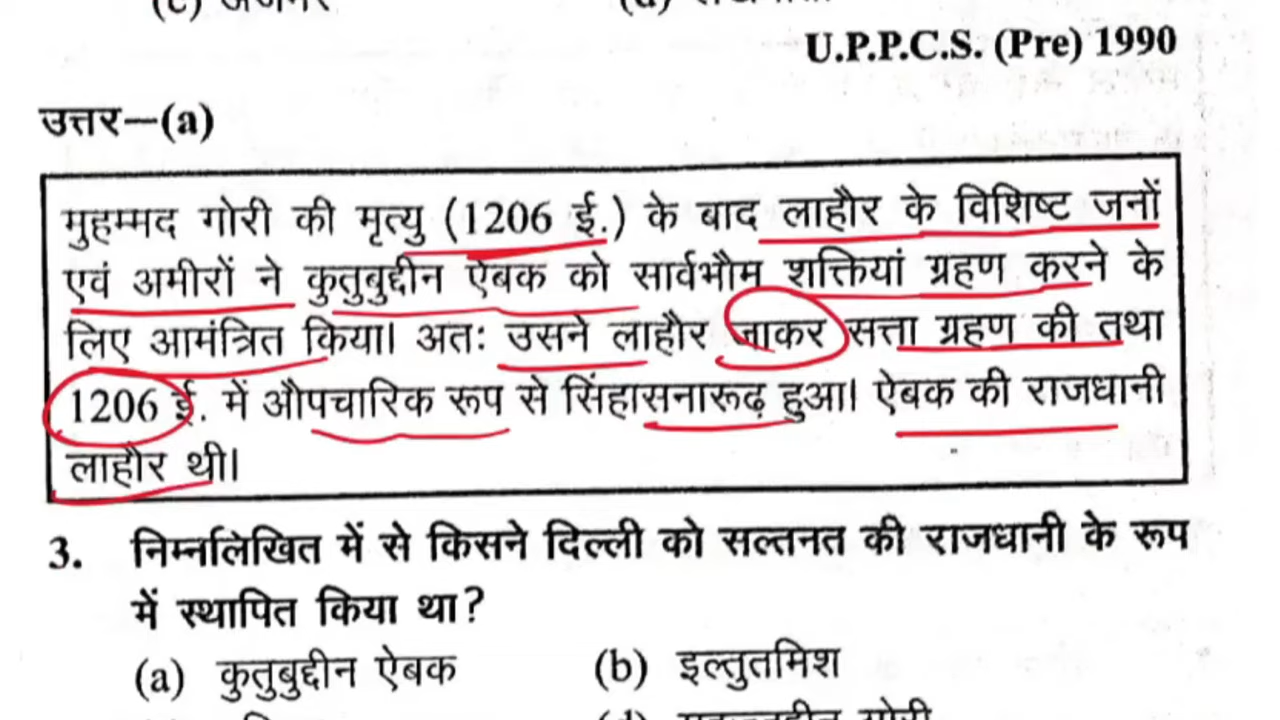 (c) अजमेर (d)
U.P.P.C.S. (Pre) 1990
उत्तर—(a)
मुहम्मद गोरी की मृत्यु (1206 ई.) के बाद लाहौर के विशिष्ट जनों
एवं अमीरों ने कुतुबुद्दीन ऐबक को सार्वभौम शक्तियां ग्रहण करने के
लिए आमंत्रित किया। अतः उसने लाहौर जाकर सत्ता ग्रहण की तथा
1206 ई. में औपचारिक रूप से सिंहासनारूढ़ हुआ। ऐबक की राजधानी
लाहौर थी।
3. निम्नलिखित में से किसने दिल्ली को सल्तनत की राजधानी के रूप
में स्थापित किया था?
(a) कुतुबुद्दीन ऐबक (b) इल्तुतमिश
(d) गोरी